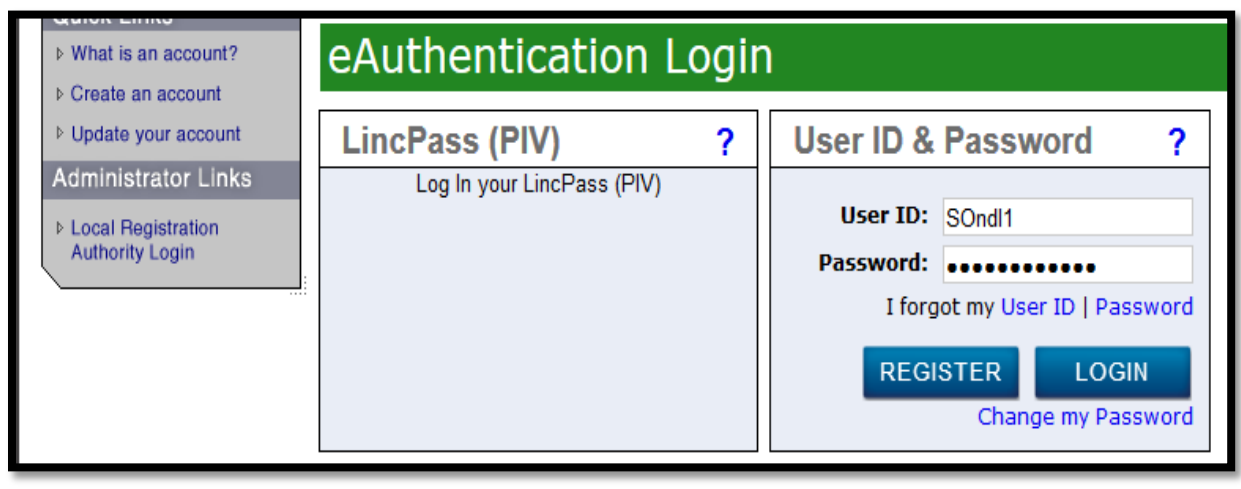 Quick Links
What is an account?
Create an account
Update your account
Administrator Links
Local Registration
Authority Login
eAuthentication Login
LincPass (PIV) ?
Log In your LincPass (PIV)
User ID & Password ?
User ID: SOndl1
Password: ••••••••••••
I forgot my User ID | Password
REGISTER LOGIN
Change my Password